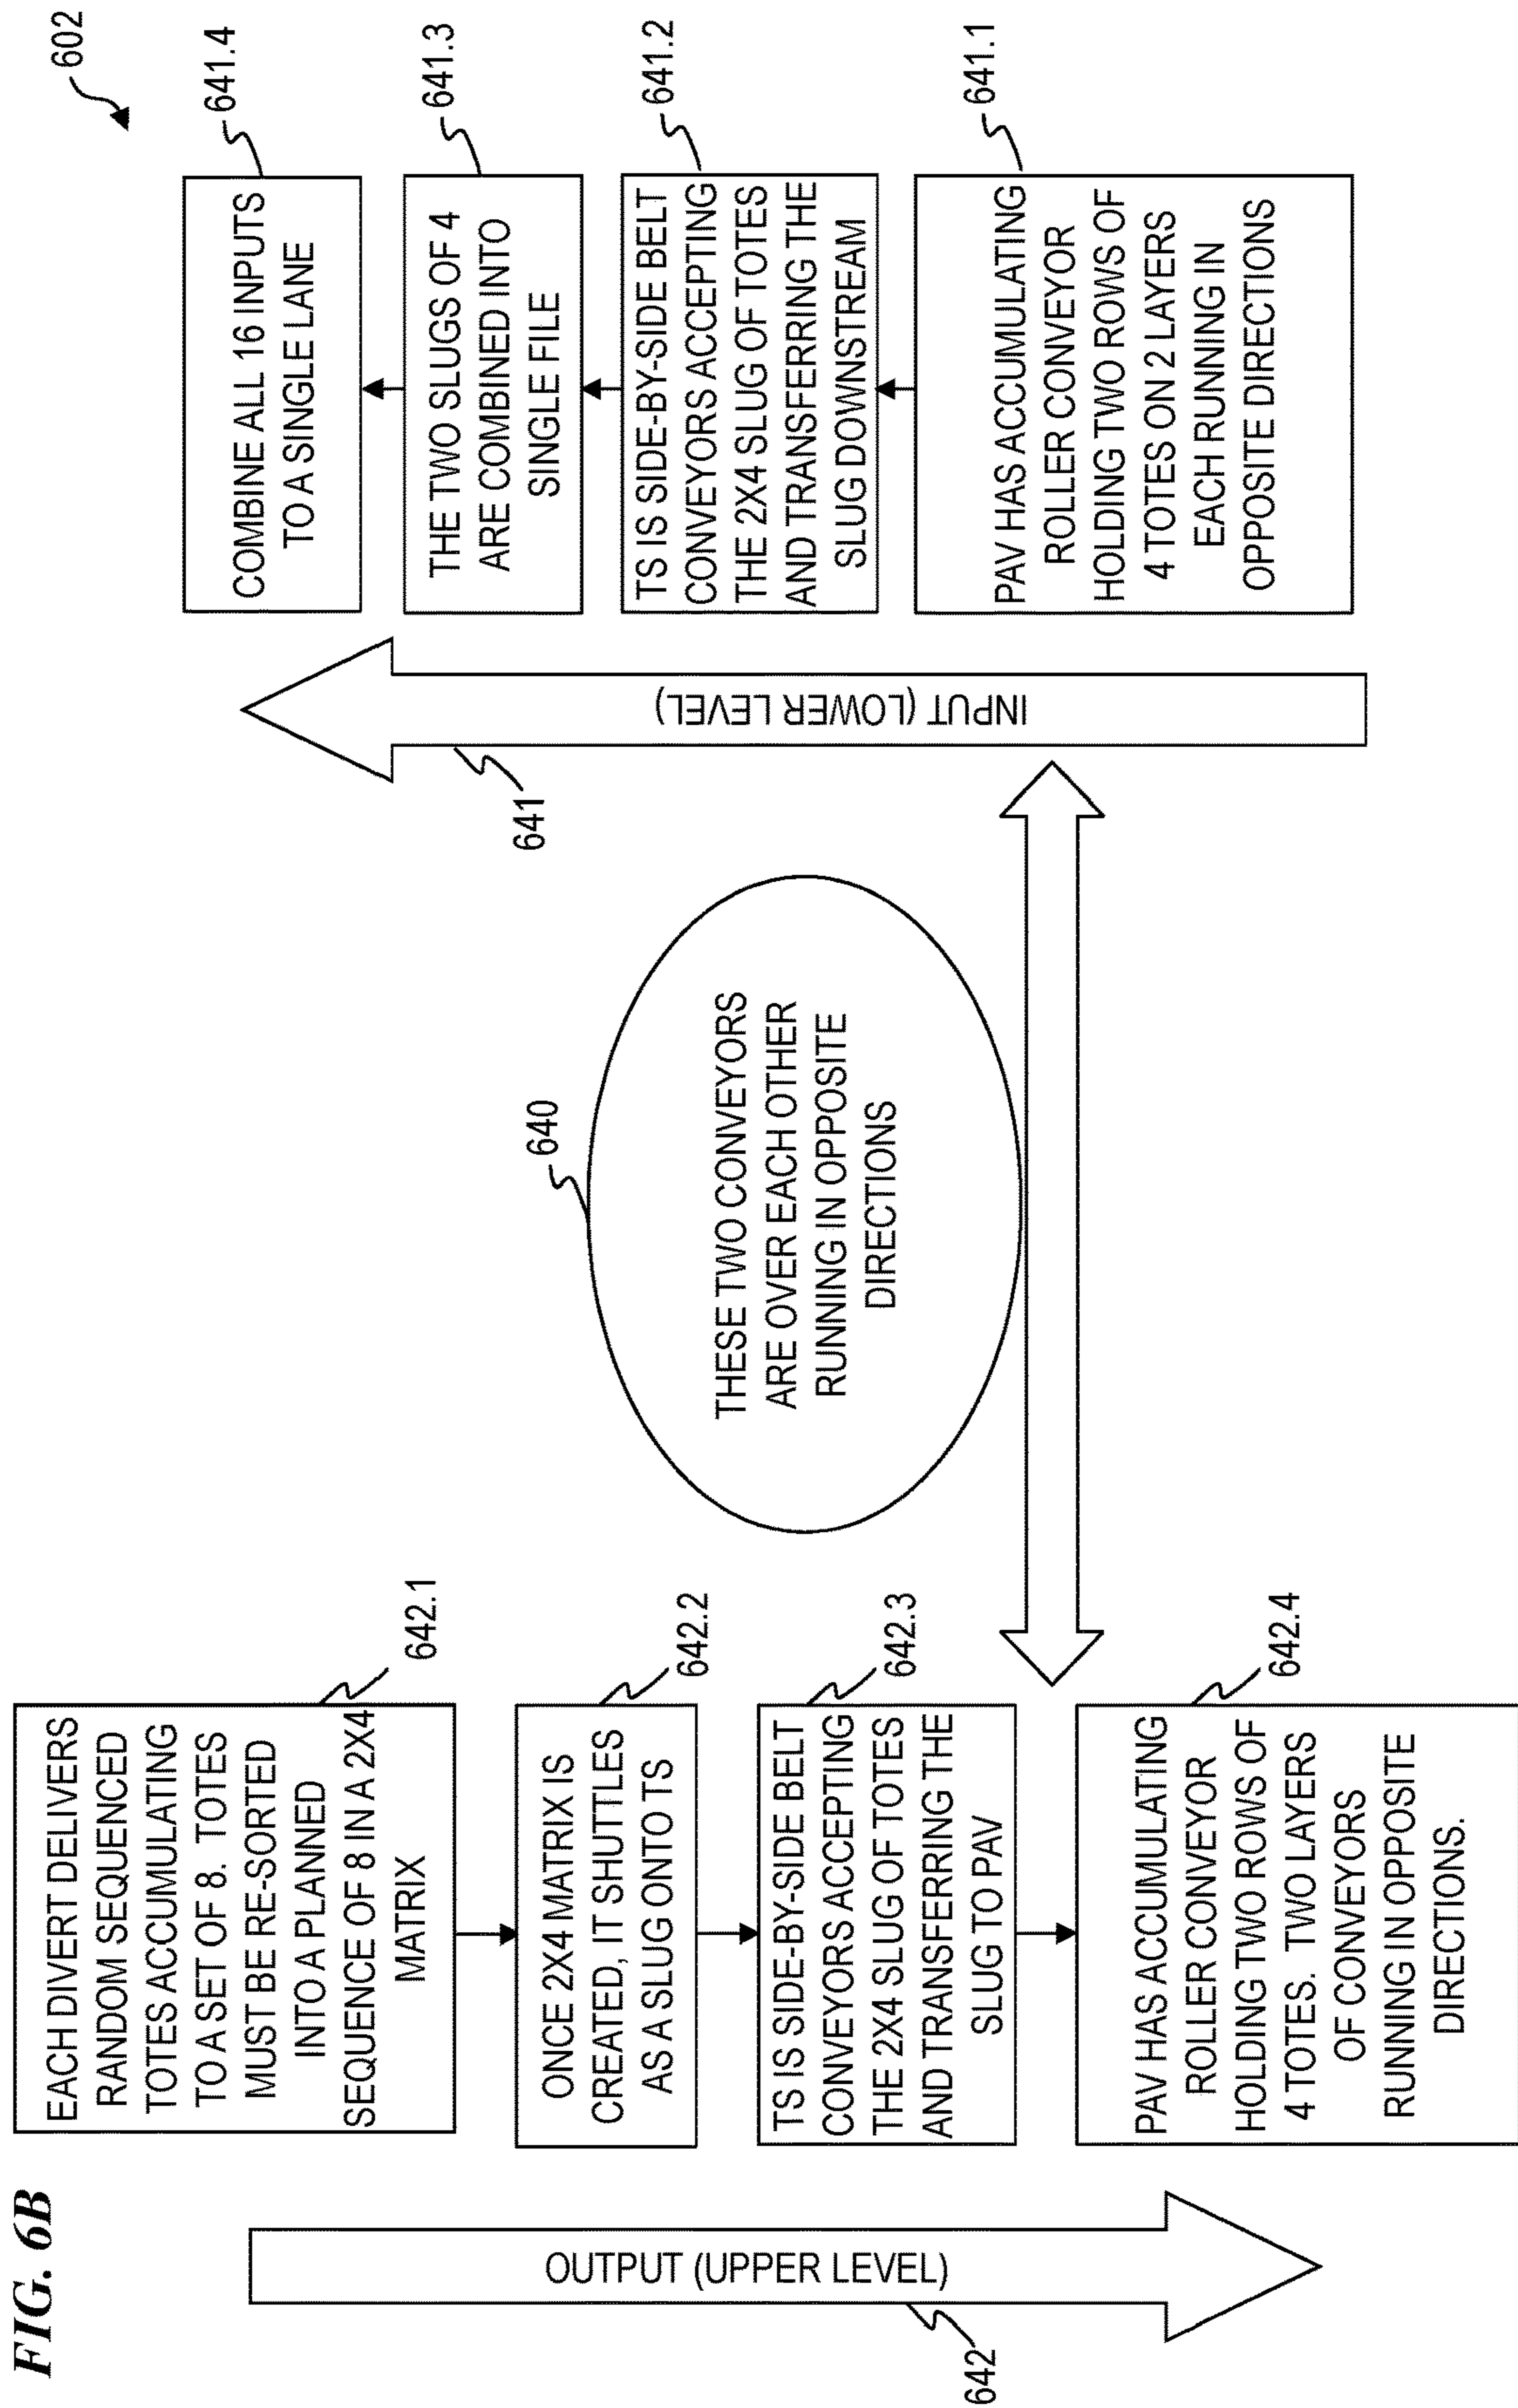 FIG. 6B
602
OUTPUT (UPPER LEVEL)
642
EACH DIVERT DELIVERS
RANDOM SEQUENCED
TOTES ACCUMULATING
TO A SET OF 8.  TOTES
MUST BE RE-SORTED
INTO A PLANNED
SEQUENCE OF 8 IN A 2X4
MATRIX
642.1
ONCE 2X4 MATRIX IS
CREATED, IT SHUTTLES
AS A SLUG ONTO TS
642.2
TS IS SIDE-BY-SIDE BELT
CONVEYORS ACCEPTING
THE 2X4 SLUG OF TOTES
AND TRANSFERRING THE
SLUG TO PAV
642.3
PAV HAS ACCUMULATING
ROLLER CONVEYOR
HOLDING TWO ROWS OF
4 TOTES.  TWO LAYERS
OF CONVEYORS
RUNNING IN OPPOSITE
DIRECTIONS.
642.4
640
THESE TWO CONVEYORS
ARE OVER EACH OTHER
RUNNING IN OPPOSITE
DIRECTIONS
641
INPUT (LOWER LEVEL)
COMBINE ALL 16 INPUTS
TO A SINGLE LANE
641.4
THE TWO SLUGS OF 4
ARE COMBINED INTO
SINGLE FILE
641.3
TS IS SIDE-BY-SIDE BELT
CONVEYORS ACCEPTING
THE 2X4 SLUG OF TOTES
AND TRANSFERRING THE
SLUG DOWNSTREAM
641.2
PAV HAS ACCUMULATING
ROLLER CONVEYOR
HOLDING TWO ROWS OF
4 TOTES ON 2 LAYERS
EACH RUNNING IN
OPPOSITE DIRECTIONS
641.1